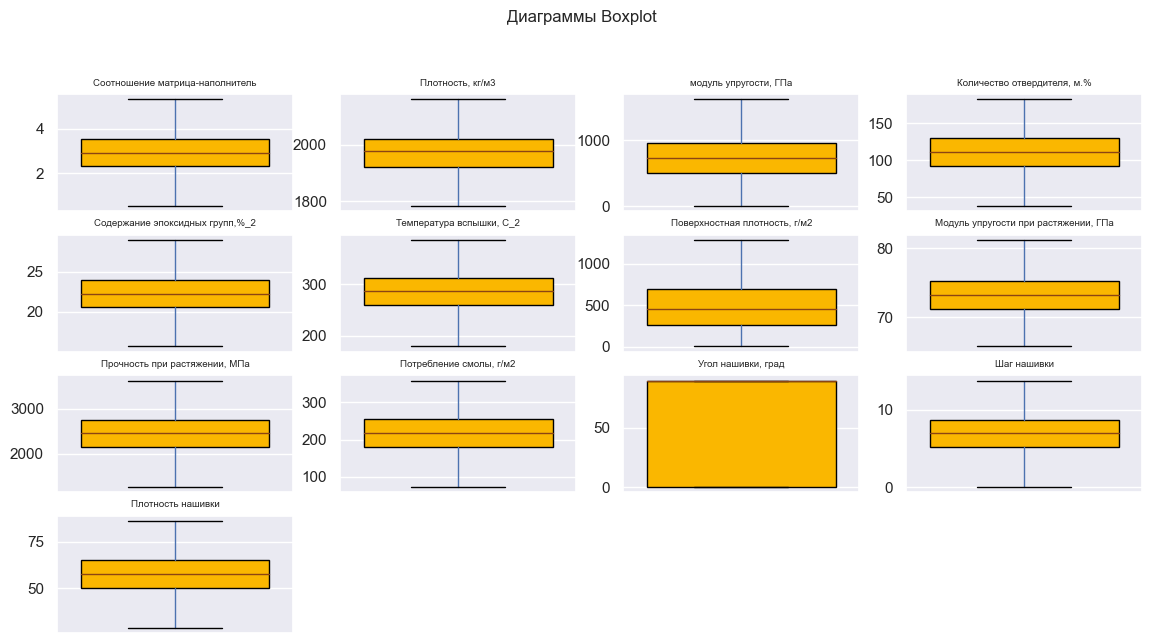 Диаграммы Boxplot
Соотношение матрица-наполнитель
4
2
Плотность, кг/м3
2000
1800
модуль упругости, ГПа
1000
0
Количество отвердителя, м.%
150
100
50
Содержание эпоксидных групп,%_2
25
20
Температура вспышки, С_2
300
200
Поверхностная плотность, г/м2
1000
500
0
Модуль упругости при растяжении, ГПа
80
70
Прочность при растяжении, МПа
3000
2000
Потребление смолы, г/м2
300
200
100
Угол нашивки, град
50
0
Шаг нашивки
10
0
Плотность нашивки
75
50